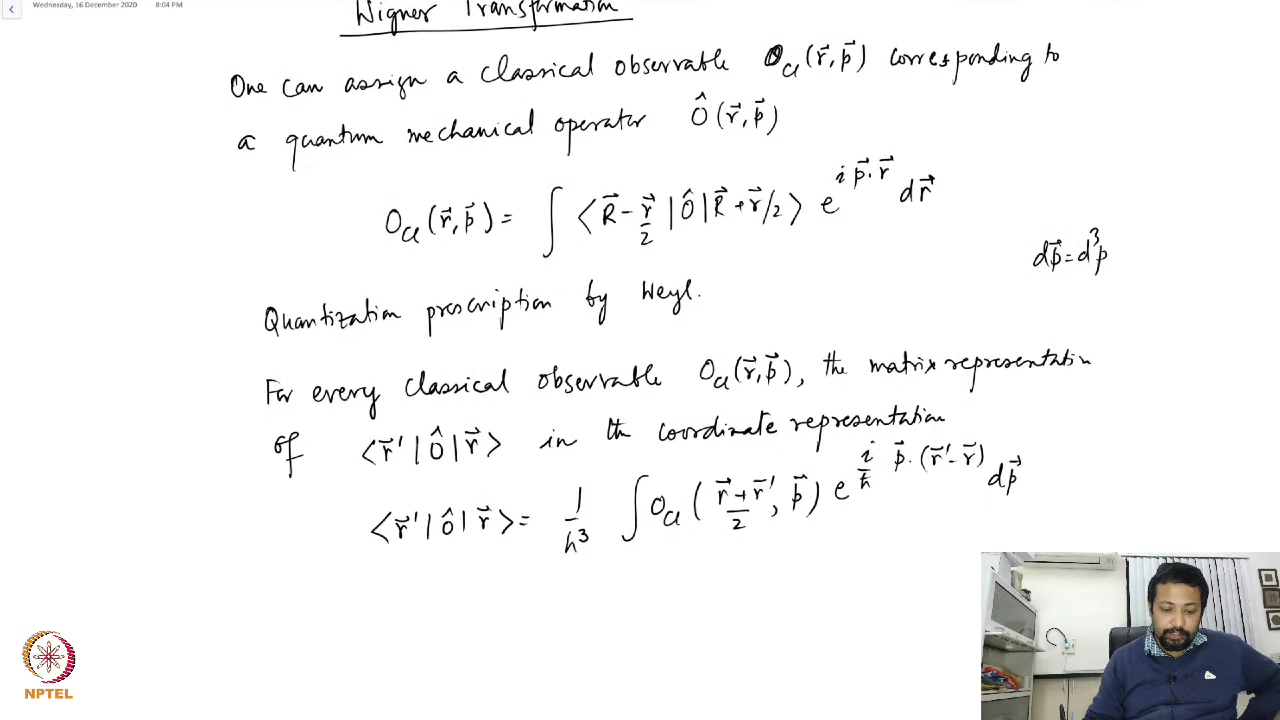 Wednesday, 16 December 2020 8:04 PM
Wigner Transformation
One can assign a classical observable O_cl(r⃗,p⃗) corresponding to
a quantum mechanical operator Ô(r⃗,p⃗)
O_cl(r⃗,p⃗) = ∫ ⟨R⃗ - r⃗/2 | Ô | R⃗ + r⃗/2⟩ e^{i p⃗·r⃗} dr⃗
dp⃗ = d³p
Quantization prescription by Weyl.
For every classical observable O_cl(r⃗,p⃗), the matrix representation
of ⟨r⃗'|Ô|r⃗⟩ in the coordinate representation
⟨r⃗'|Ô|r⃗⟩ = 1/h³ ∫ O_cl((r⃗+r⃗')/2, p⃗) e^{i/ħ p⃗·(r⃗'-r⃗)} dp⃗
NPTEL